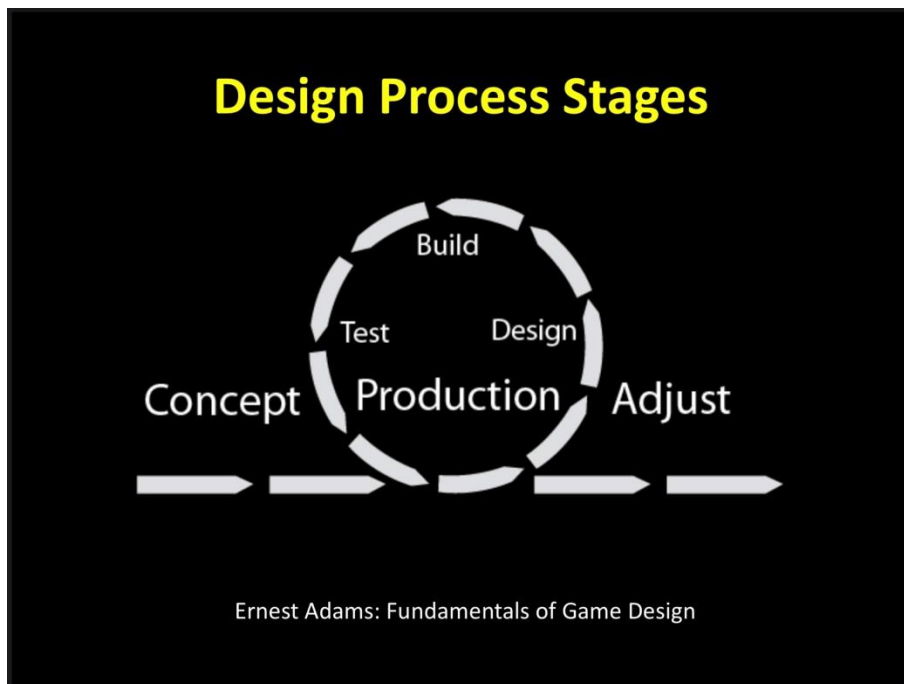 Design Process Stages
Build
Test
Design
Concept
Production
Adjust
Ernest Adams: Fundamentals of Game Design